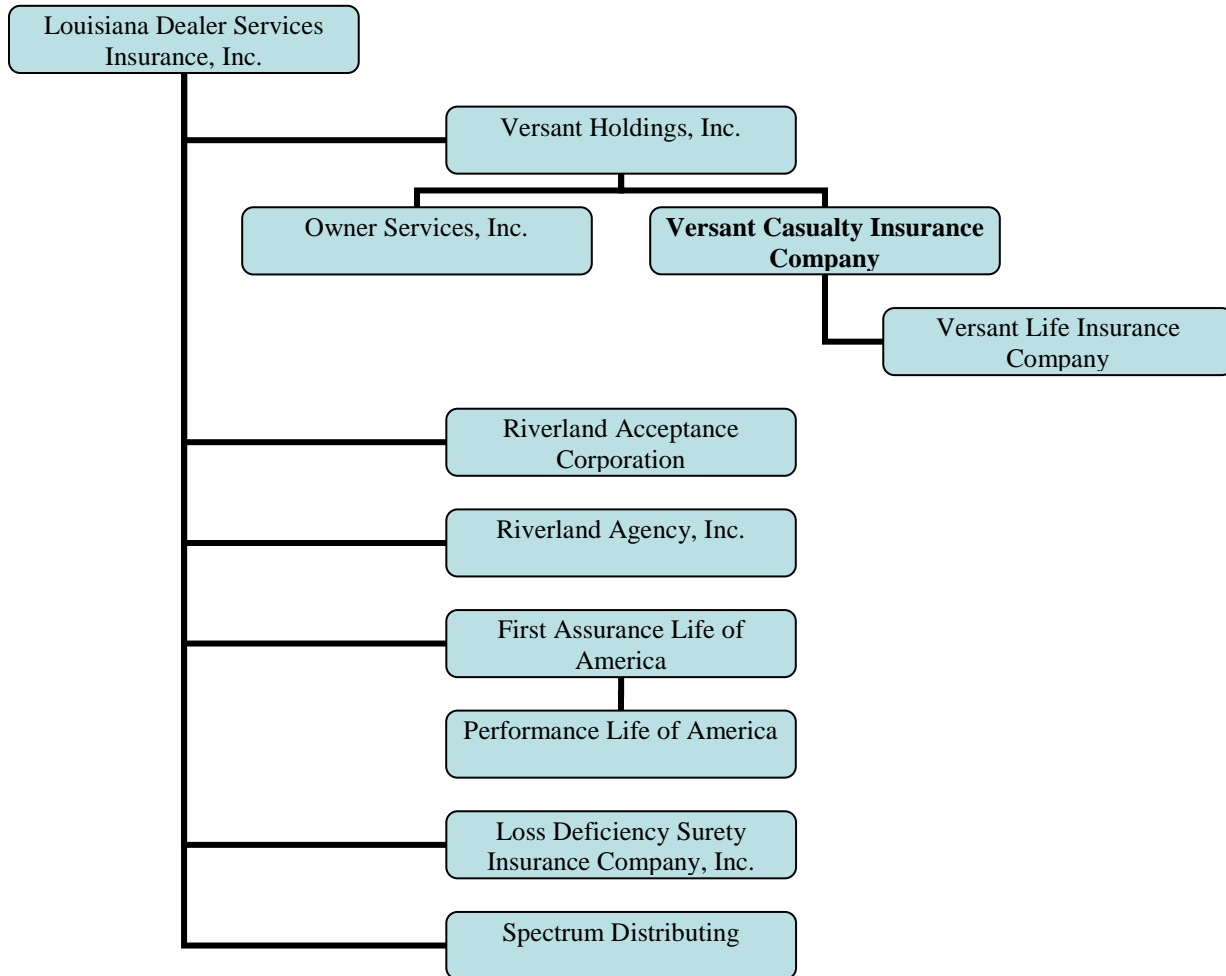 Louisiana Dealer Services
Insurance, Inc.
Versant Holdings, Inc.
Owner Services, Inc.
Versant Casualty Insurance
Company
Versant Life Insurance
Company
Riverland Acceptance
Corporation
Riverland Agency, Inc.
First Assurance Life of
America
Performance Life of America
Loss Deficiency Surety
Insurance Company, Inc.
Spectrum Distributing